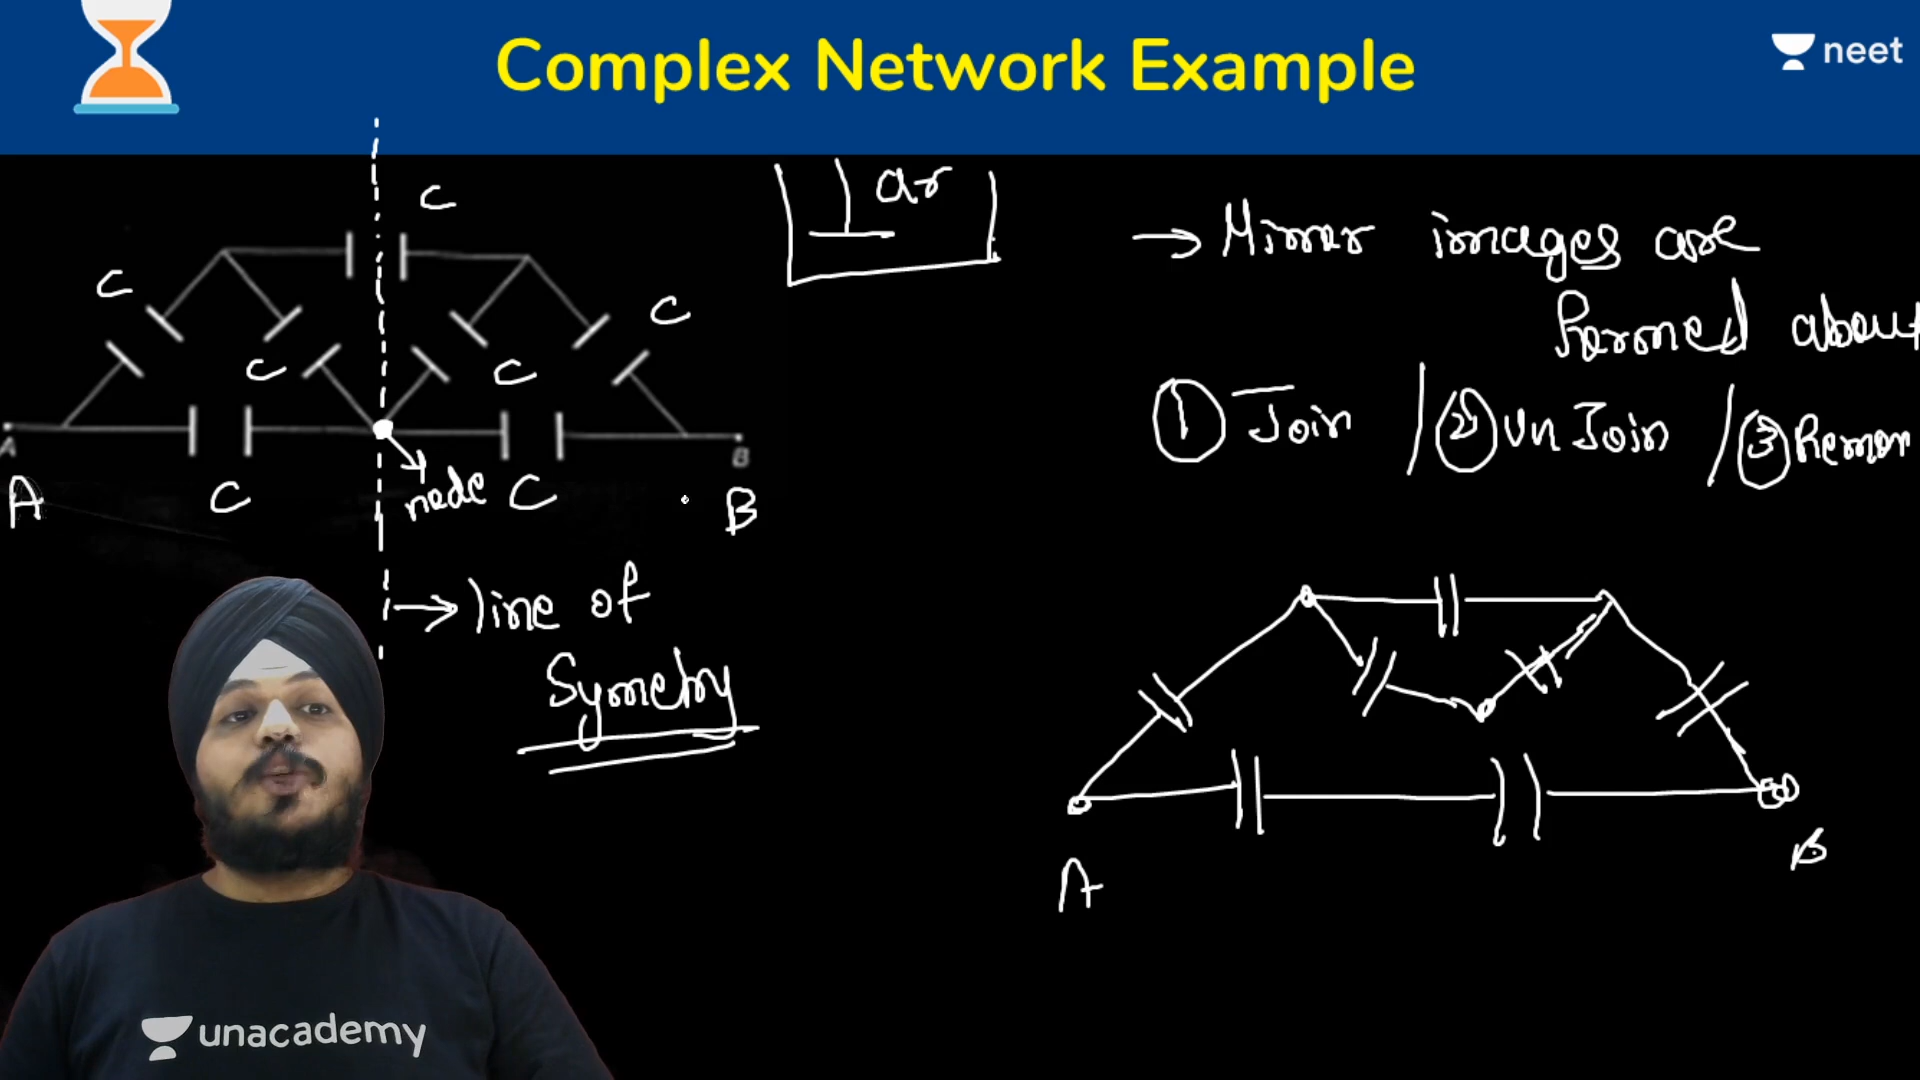 Complex Network Example
neet
C
C
C
C
C
C
C
A
B
A
B
node
line of
Symetry
ar
→ Mirror images are
formed about
① Join / ② Un Join / ③ Remov
A
B
unacademy